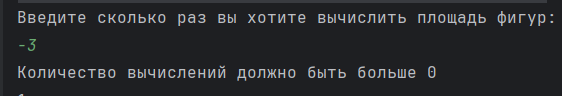 Введите сколько раз вы хотите вычислить площадь фигур:
-3
Количество вычислений должно быть больше 0